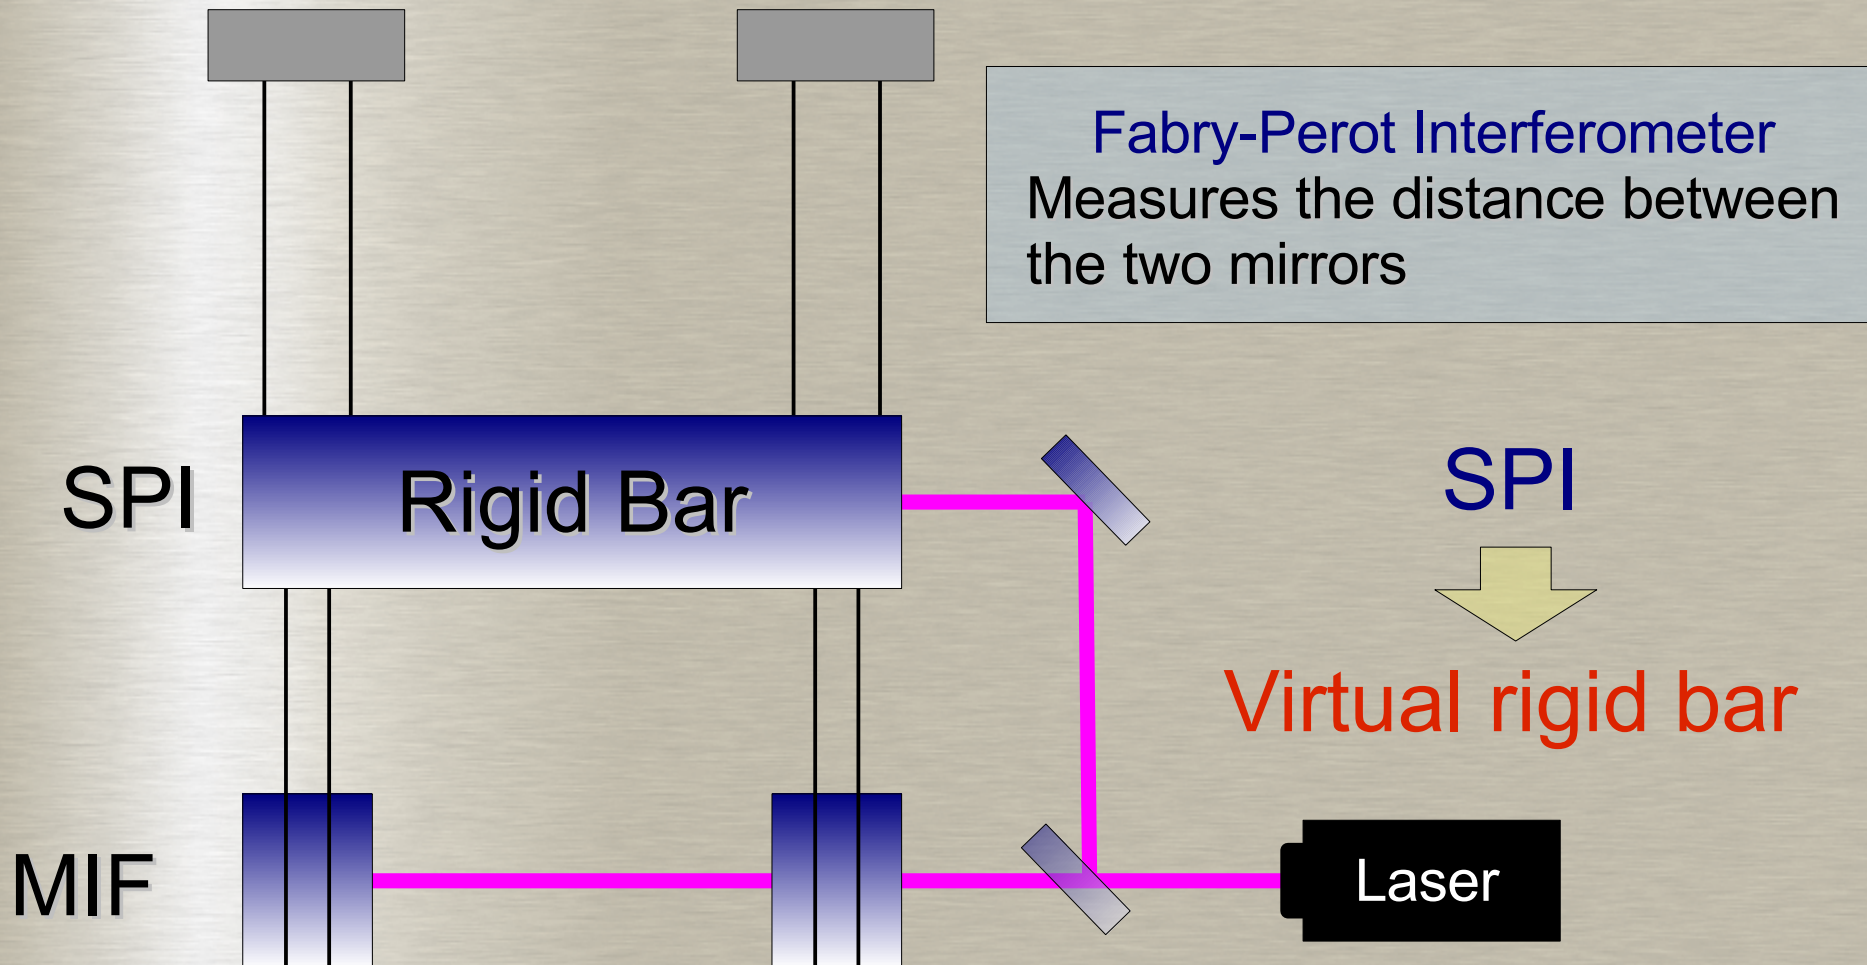 Fabry-Perot Interferometer
Measures the distance between
the two mirrors
SPI
Rigid Bar
SPI
Virtual rigid bar
MIF
Laser